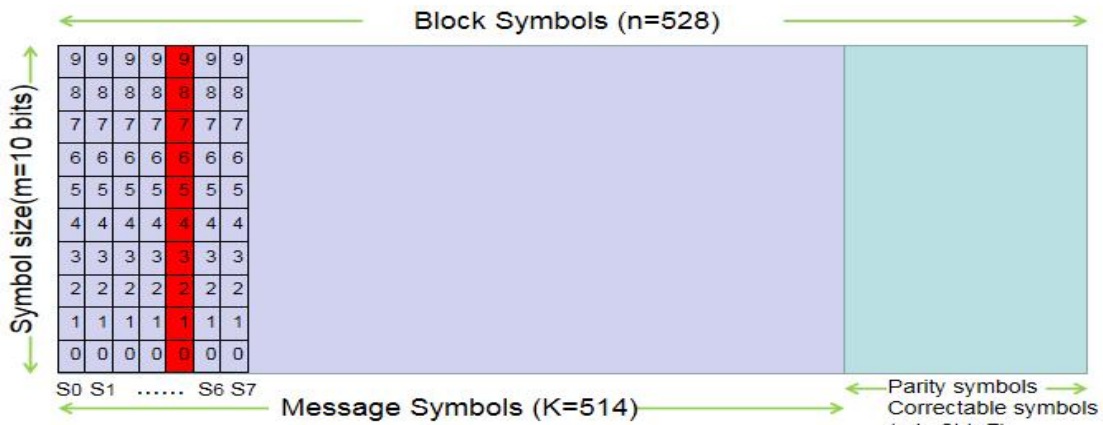 Block Symbols (n=528)
Symbol size(m=10 bits)
9 9 9 9 9 9 9
8 8 8 8 8 8 8
7 7 7 7 7 7 7
6 6 6 6 6 6 6
5 5 5 5 5 5 5
4 4 4 4 4 4 4
3 3 3 3 3 3 3
2 2 2 2 2 2 2
1 1 1 1 1 1 1
0 0 0 0 0 0 0
S0 S1 ...... S6 S7
Message Symbols (K=514)
Parity symbols
Correctable symbols